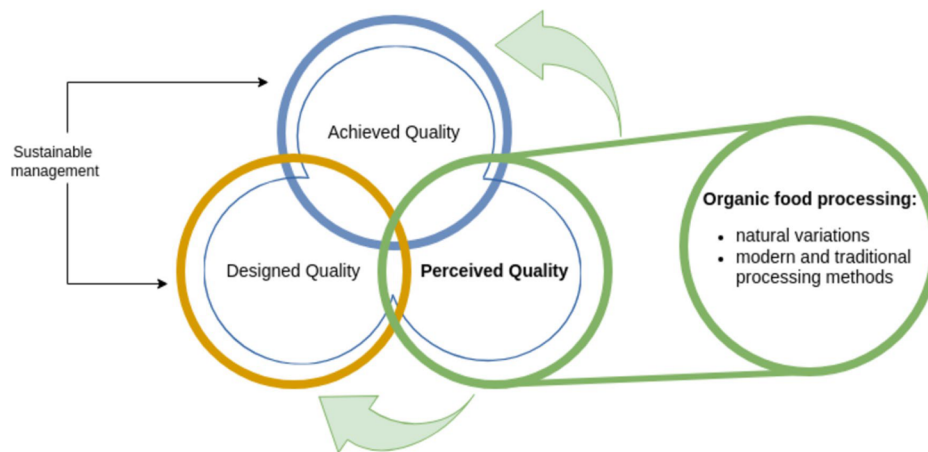 Achieved Quality
Sustainable
management
Organic food processing:
• natural variations
• modern and traditional
processing methods
Designed Quality
Perceived Quality